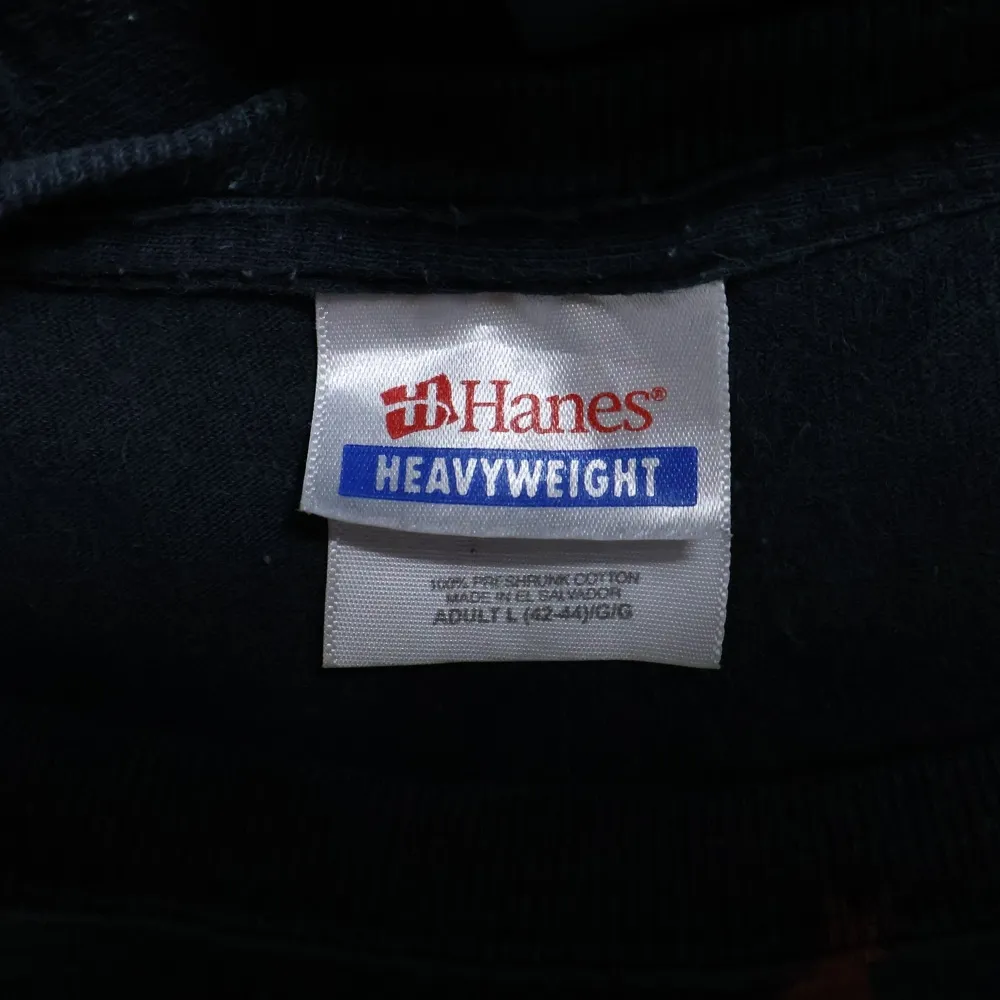 Hanes®
HEAVYWEIGHT
100% PRESHRUNK COTTON
MADE IN EL SALVADOR
ADULT L (42-44)/G/G